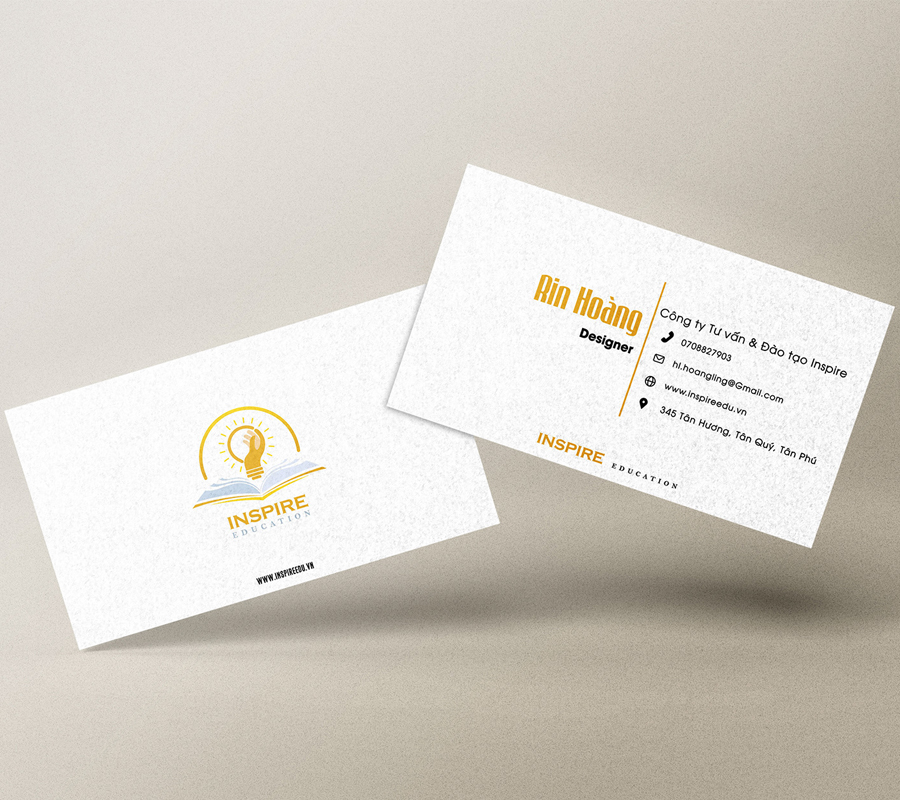 INSPIRE
EDUCATION
WWW.INSPIREEDU.VN
Rin Hoàng
Designer
Công ty Tư vấn & Đào tạo Inspire
0708827903
hl.hoangling@Gmail.com
www.inspireedu.vn
345 Tân Hương, Tân Quý, Tân Phú
INSPIRE EDUCATION